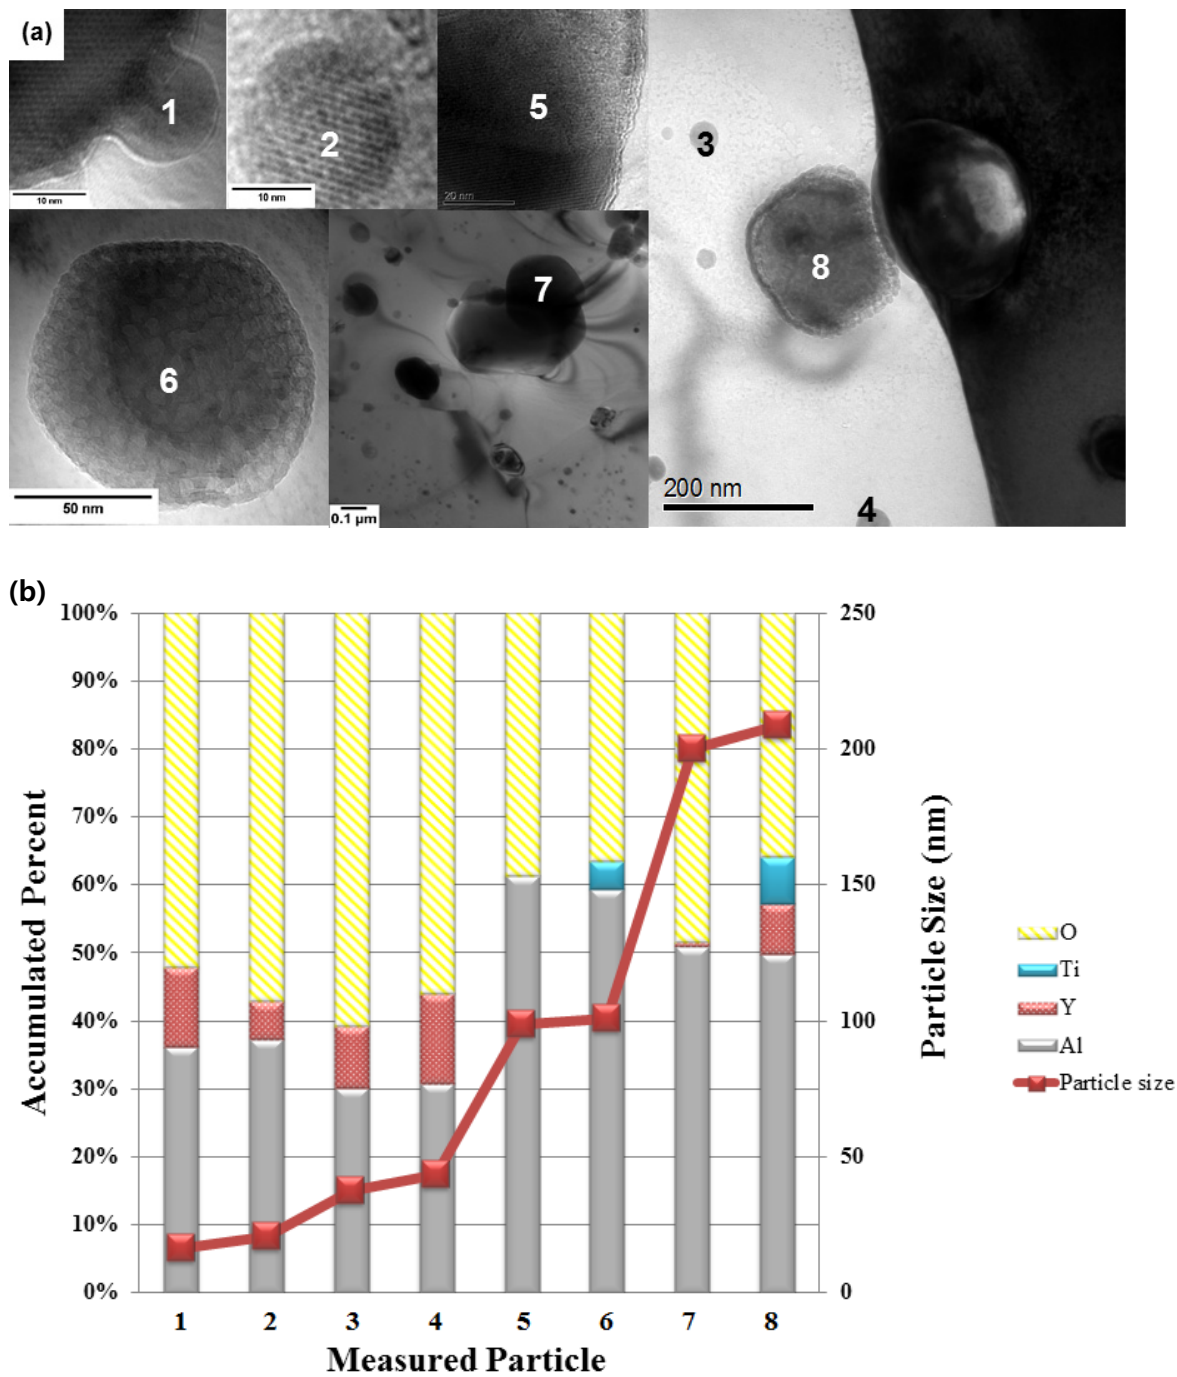 (a)
1
10 nm
2
10 nm
5
20 nm
3
8
200 nm
4
6
50 nm
7
0.1 µm
(b)
100%
90%
80%
70%
60%
50%
40%
30%
20%
10%
0%
Accumulated Percent
250
200
150
100
50
0
Particle Size (nm)
O
Ti
Y
Al
Particle size
1 2 3 4 5 6 7 8
Measured Particle